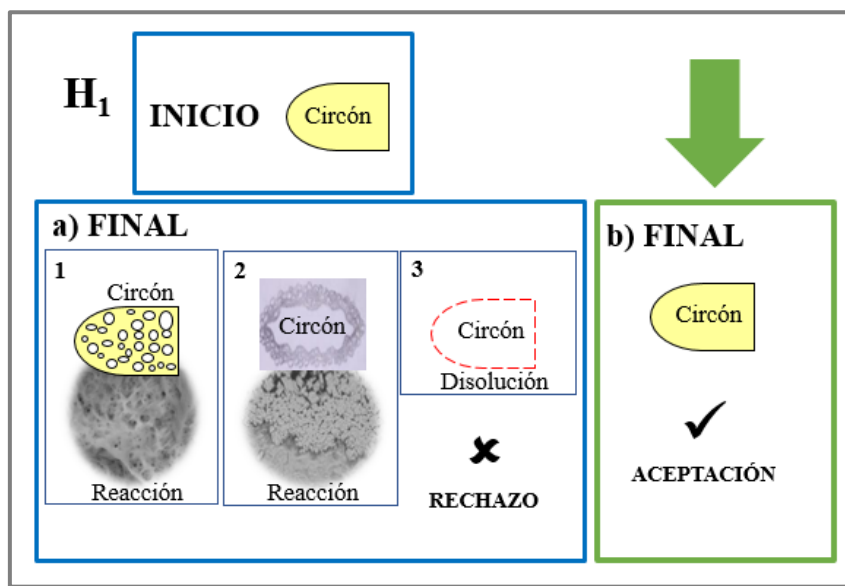 H1
INICIO
Circón
a) FINAL
1
Circón
Reacción
2
Circón
Reacción
3
Circón
Disolución
✘
RECHAZO
b) FINAL
Circón
✓
ACEPTACIÓN